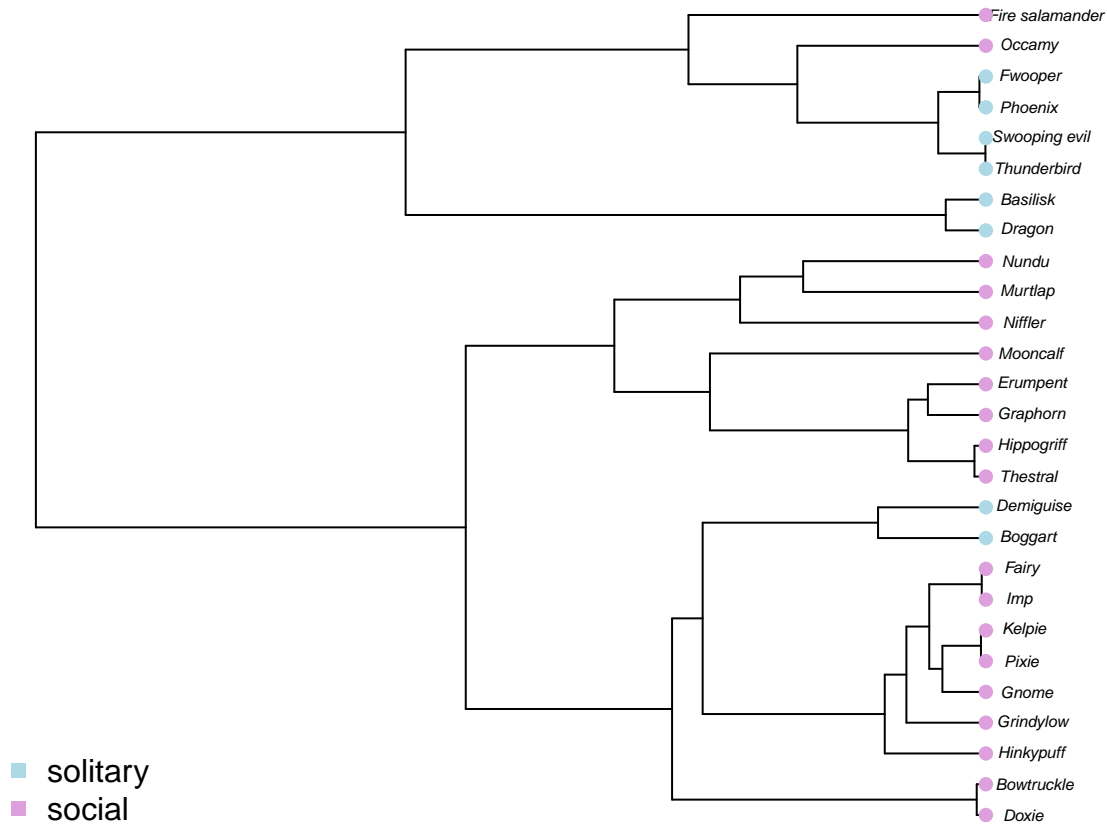 Fire salamander
Occamy
Fwooper
Phoenix
Swooping evil
Thunderbird
Basilisk
Dragon
Nundu
Murtlap
Niffler
Mooncalf
Erumpent
Graphorn
Hippogriff
Thestral
Demiguise
Boggart
Fairy
Imp
Kelpie
Pixie
Gnome
Grindylow
Hinkypuff
Bowtruckle
Doxie
solitary
social